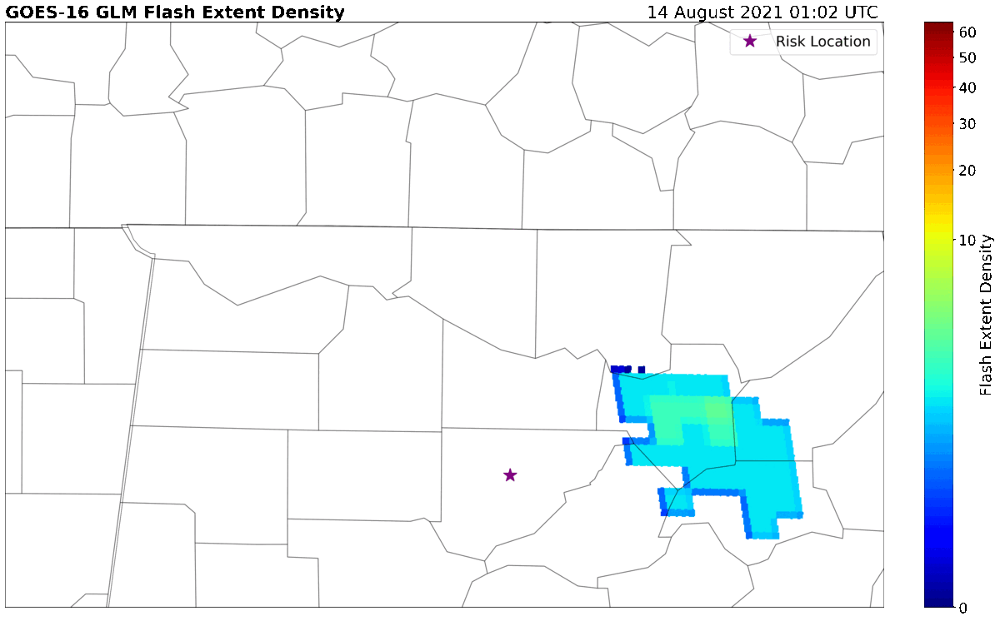 GOES-16 GLM Flash Extent Density
14 August 2021 01:02 UTC
Risk Location
60
50
40
30
20
10
0
Flash Extent Density